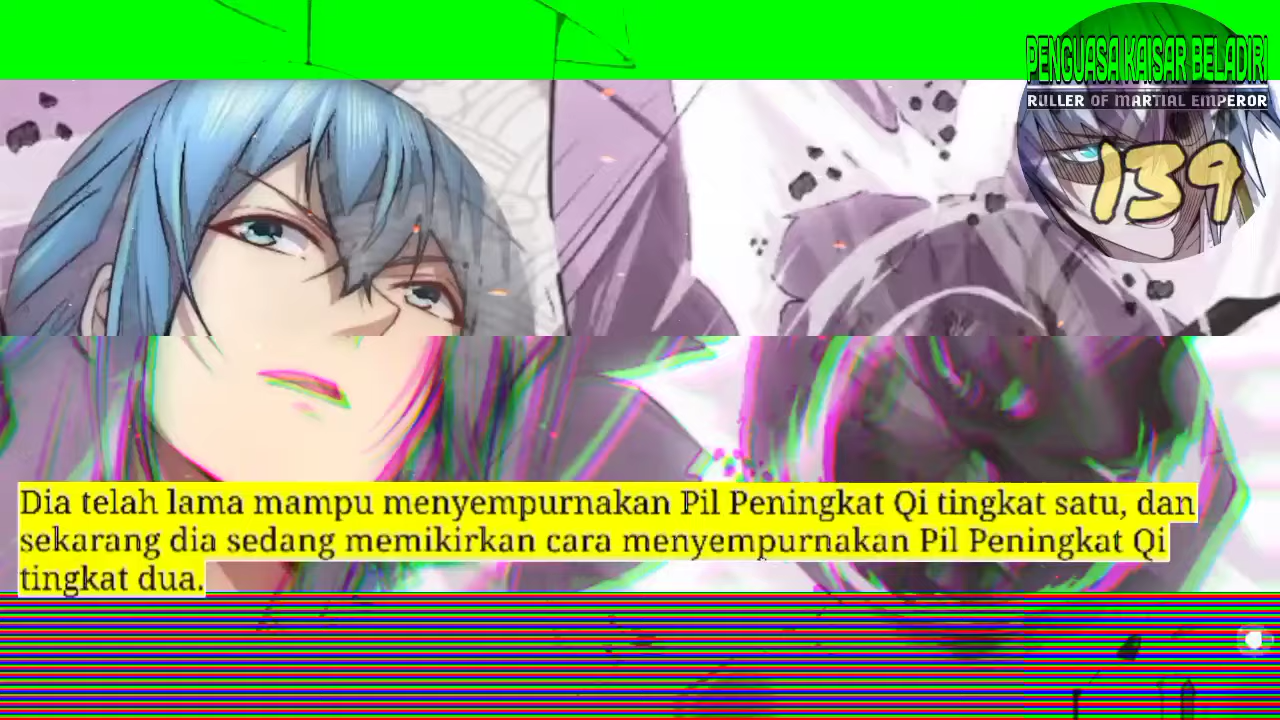 PENGUASA KAISAR BELADIRI
RULLER OF MARTIAL EMPEROR
139
Dia telah lama mampu menyempurnakan Pil Peningkat Qi tingkat satu, dan
sekarang dia sedang memikirkan cara menyempurnakan Pil Peningkat Qi
tingkat dua.